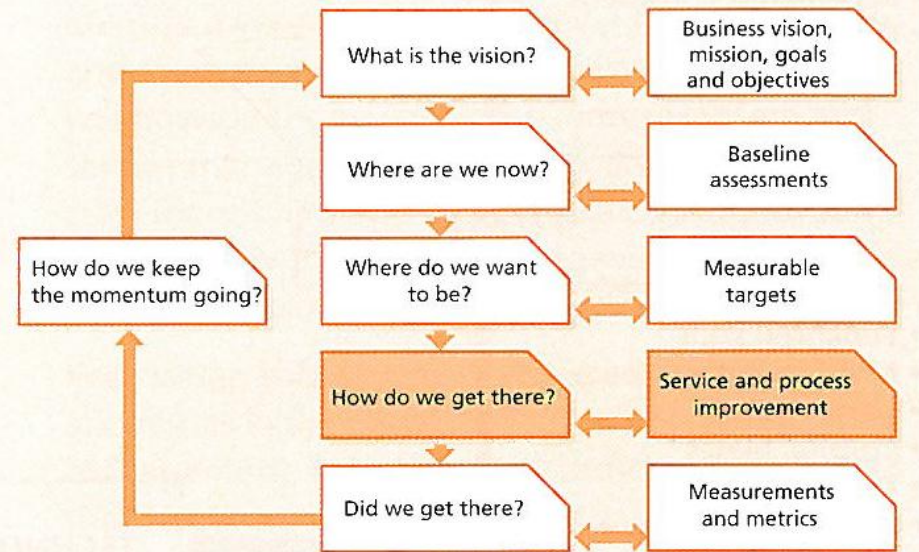 What is the vision?
Business vision,
mission, goals
and objectives
Where are we now?
Baseline
assessments
How do we keep
the momentum going?
Where do we want
to be?
Measurable
targets
How do we get there?
Service and process
improvement
Did we get there?
Measurements
and metrics